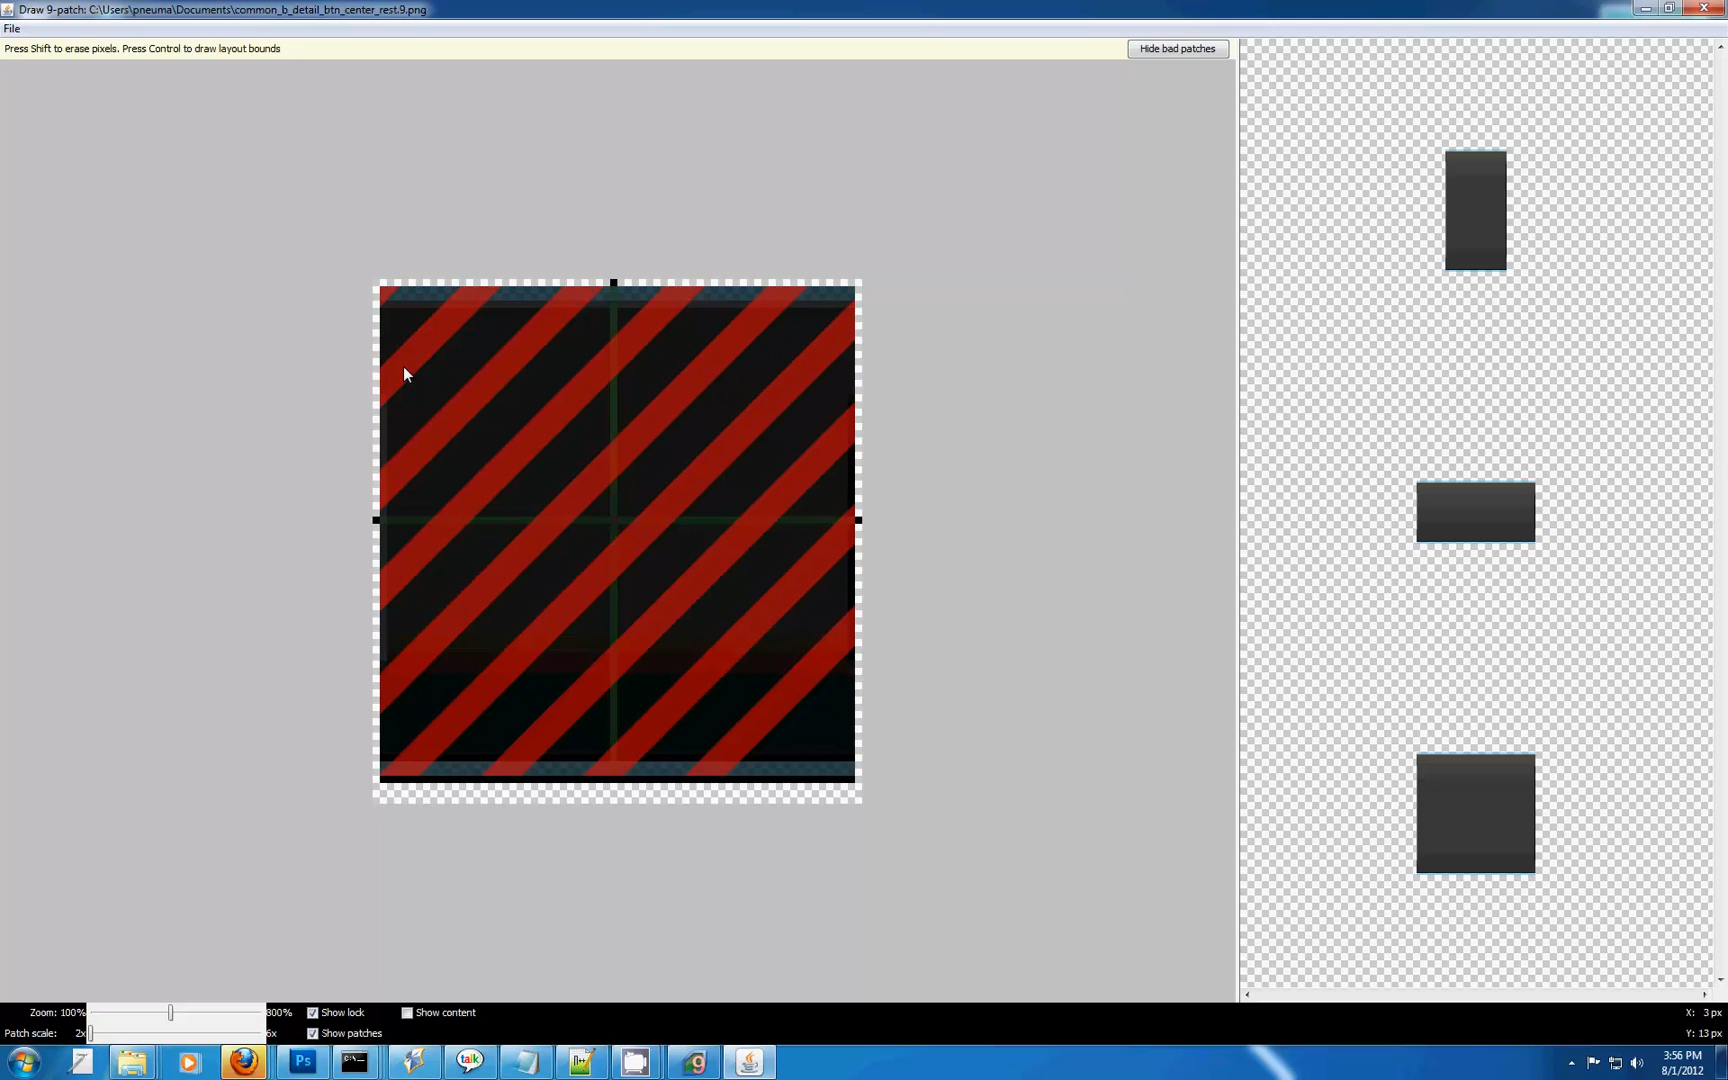 Draw 9-patch: C:\Users\pneuma\Documents\common_b_detail_btn_center_rest.9.png
File
Press Shift to erase pixels. Press Control to draw layout bounds
Hide bad patches
Zoom: 100%
800%
Show lock
Show content
X: 3 px
Patch scale: 2x
6x
Show patches
Y: 13 px
Ps
C:\
talk
n++
9
3:56 PM
8/1/2012